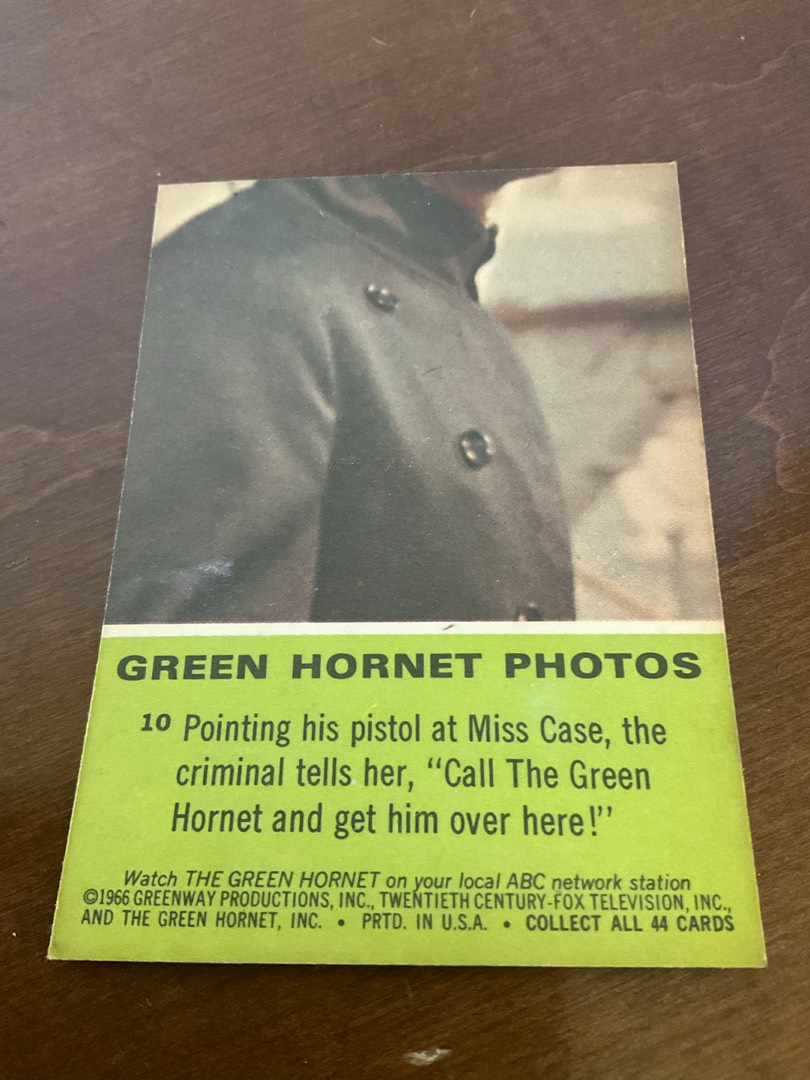 GREEN HORNET PHOTOS
10 Pointing his pistol at Miss Case, the
criminal tells her, “Call The Green
Hornet and get him over here!”
Watch THE GREEN HORNET on your local ABC network station
©1966 GREENWAY PRODUCTIONS, INC., TWENTIETH CENTURY-FOX TELEVISION, INC.,
AND THE GREEN HORNET, INC. • PRTD. IN U.S.A. • COLLECT ALL 44 CARDS